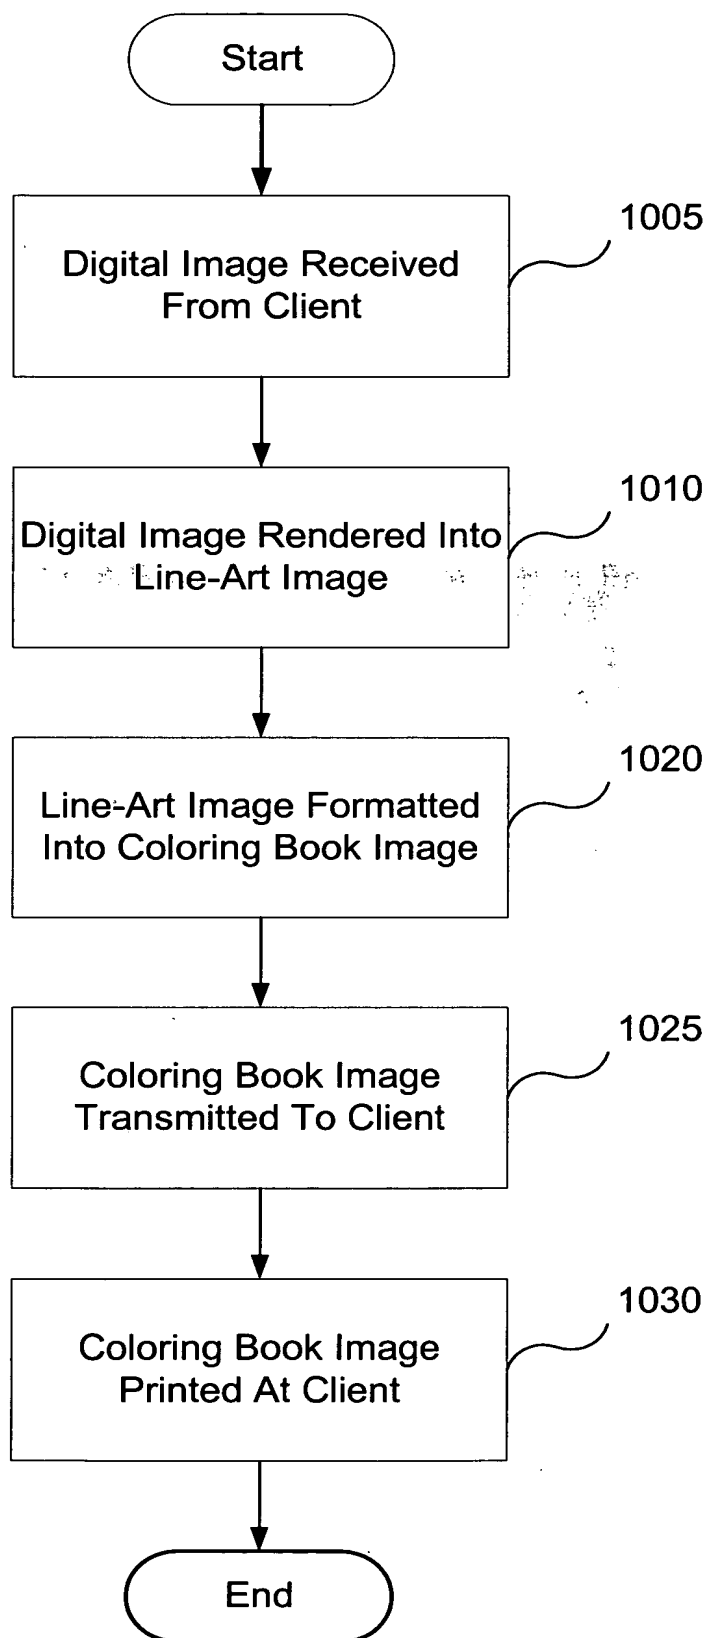 Start
1005
Digital Image Received
From Client
1010
Digital Image Rendered Into
Line-Art Image
1020
Line-Art Image Formatted
Into Coloring Book Image
1025
Coloring Book Image
Transmitted To Client
1030
Coloring Book Image
Printed At Client
End